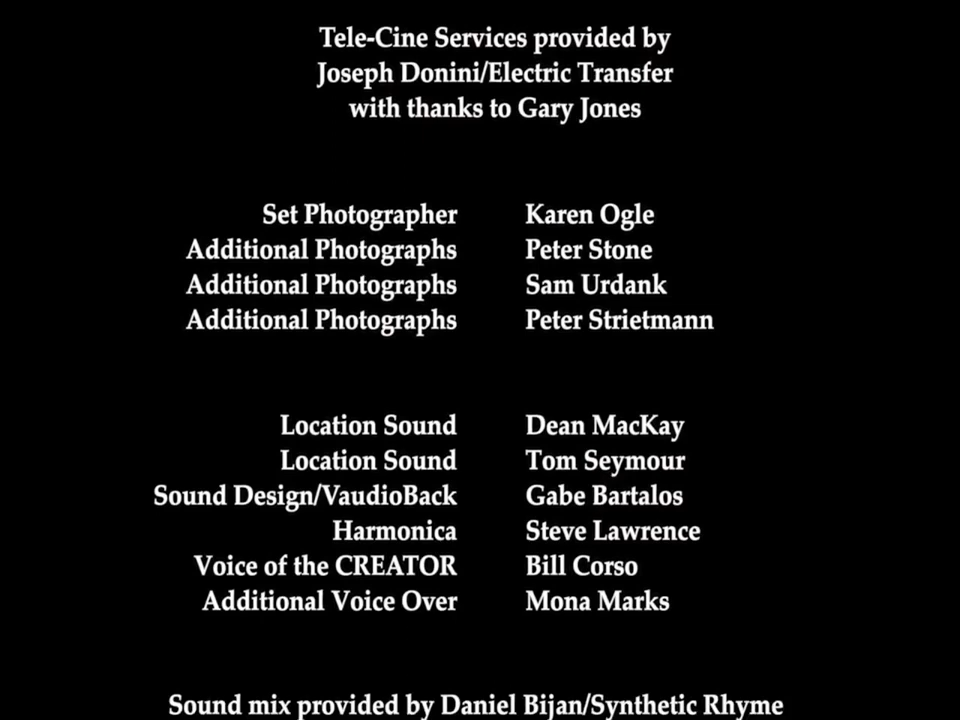 Tele-Cine Services provided by
Joseph Donini/Electric Transfer
with thanks to Gary Jones
Set Photographer Karen Ogle
Additional Photographs Peter Stone
Additional Photographs Sam Urdank
Additional Photographs Peter Strietmann
Location Sound Dean MacKay
Location Sound Tom Seymour
Sound Design/VaudioBack Gabe Bartalos
Harmonica Steve Lawrence
Voice of the CREATOR Bill Corso
Additional Voice Over Mona Marks
Sound mix provided by Daniel Bijan/Synthetic Rhyme